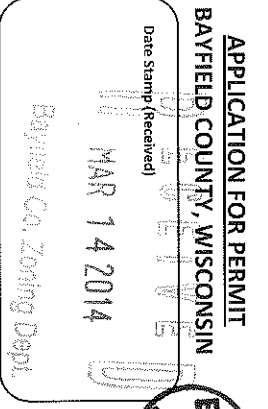 APPLICATION FOR PERMIT
BAYFIELD COUNTY, WISCONSIN
Date Stamp (Received)
MAR 14 2014
Bayfield Co. Zoning Dept.